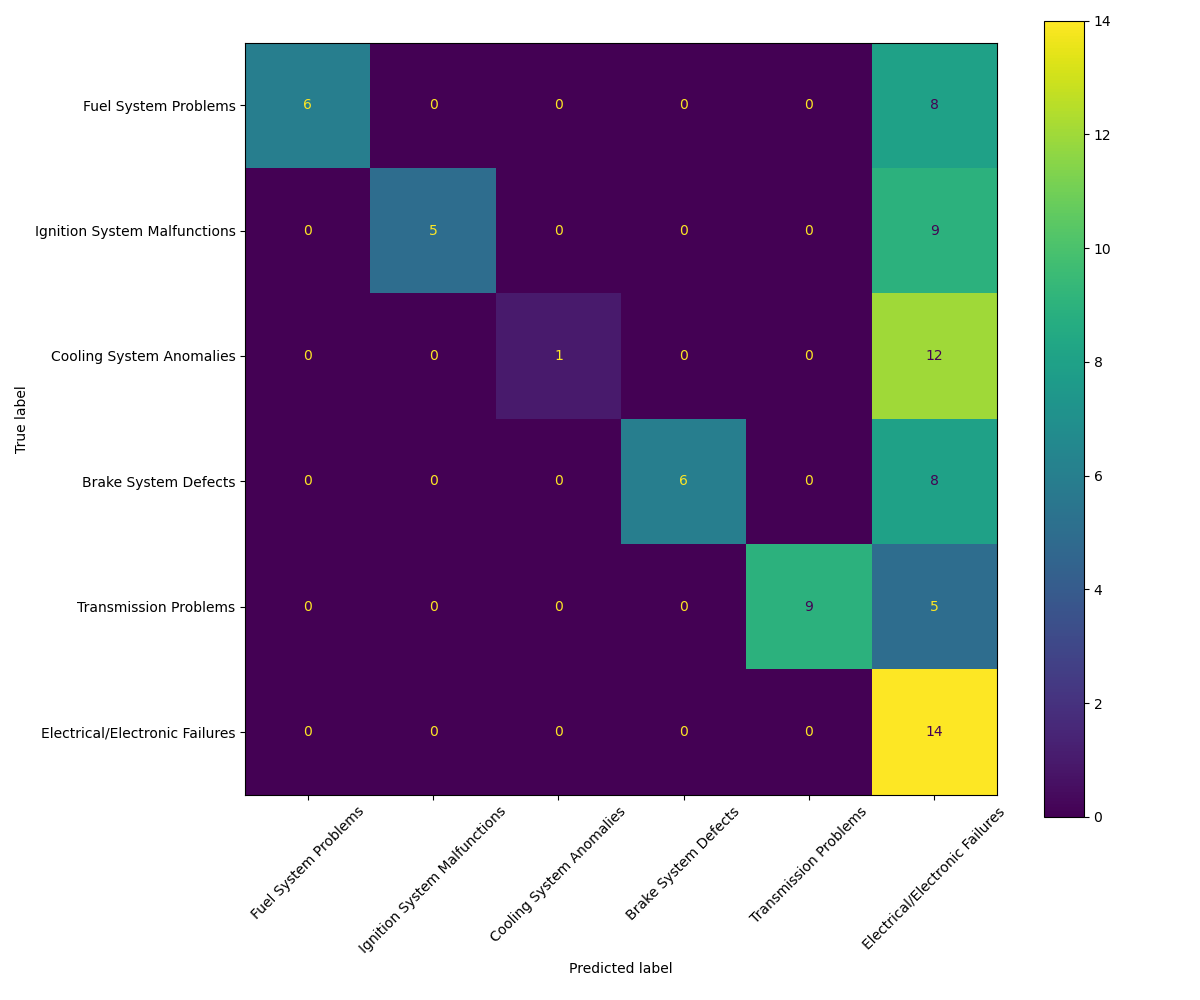 14
Fuel System Problems 6 0 0 0 0 8
12
Ignition System Malfunctions 0 5 0 0 0 9
10
Cooling System Anomalies 0 0 1 0 0 12
8
True label
Brake System Defects 0 0 0 6 0 8
6
Transmission Problems 0 0 0 0 9 5
4
2
Electrical/Electronic Failures 0 0 0 0 0 14
0
Fuel System Problems
Ignition System Malfunctions
Cooling System Anomalies
Brake System Defects
Transmission Problems
Electrical/Electronic Failures
Predicted label